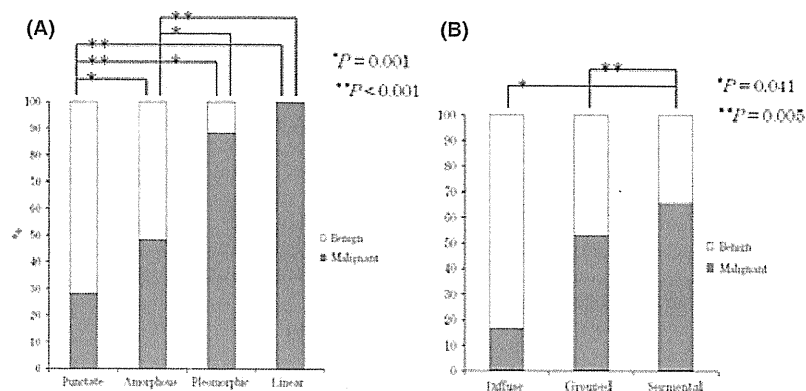 (A)
** 
*
**
** *
*
*P = 0.001
**P < 0.001
100
90
80
70
60
50
40
30
20
10
0
%
Benign
Malignant
Punctate Amorphous Pleomorphic Linear
(B)
**
*
*P = 0.041
**P = 0.005
100
90
80
70
60
50
40
30
20
10
0
Benign
Malignant
Diffuse Grouped Segmental